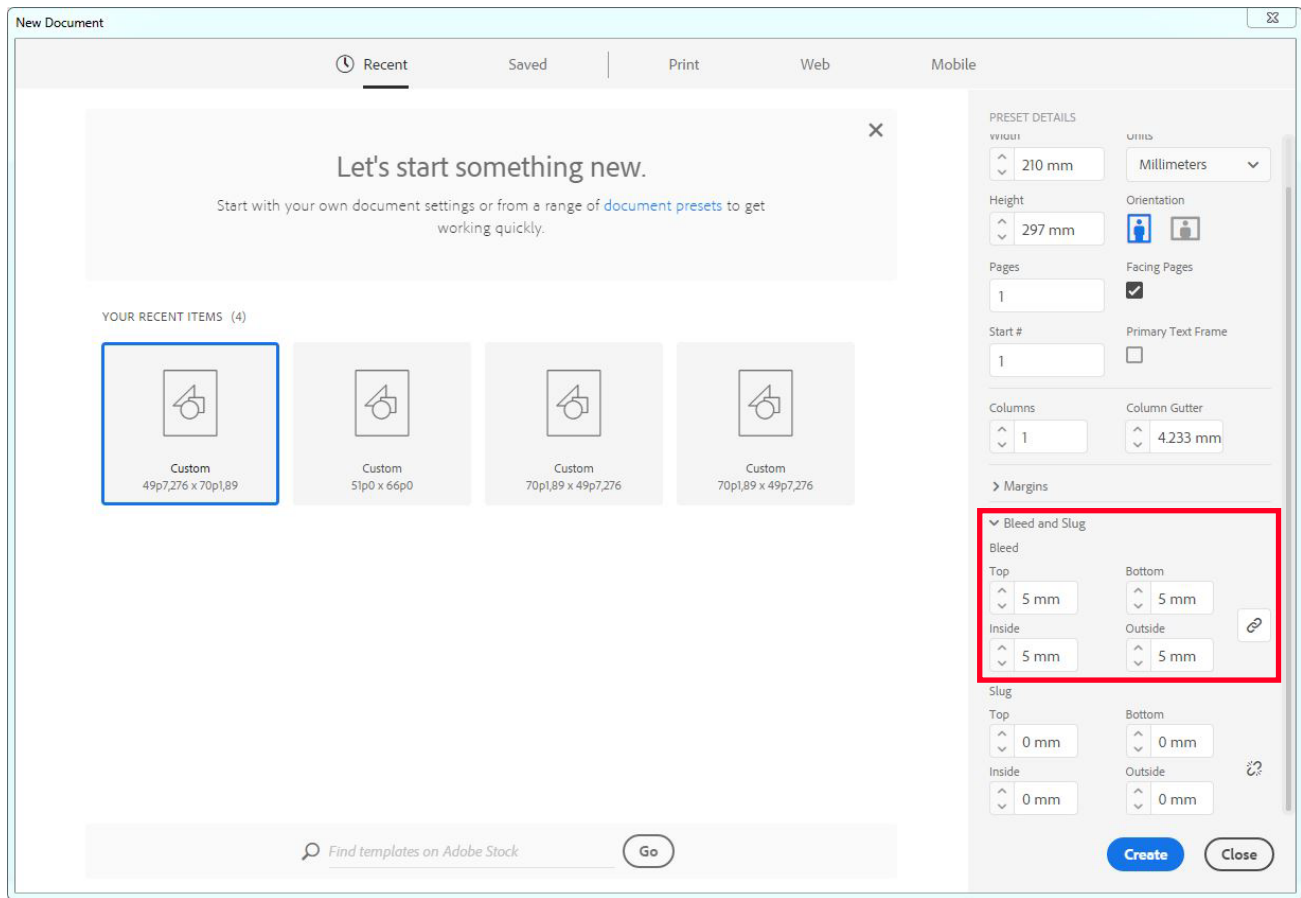 New Document
Recent Saved Print Web Mobile
Let's start something new.
Start with your own document settings or from a range of document presets to get
working quickly.
YOUR RECENT ITEMS (4)
Custom
49p7,276 x 70p1,89
Custom
51p0 x 66p0
Custom
70p1,89 x 49p7,276
Custom
70p1,89 x 49p7,276
Find templates on Adobe Stock Go
PRESET DETAILS
Width Units
210 mm Millimeters
Height Orientation
297 mm
Pages Facing Pages
1
Start # Primary Text Frame
1
Columns Column Gutter
1 4.233 mm
Margins
Bleed and Slug
Bleed
Top Bottom
5 mm 5 mm
Inside Outside
5 mm 5 mm
Slug
Top Bottom
0 mm 0 mm
Inside Outside
0 mm 0 mm
Create Close